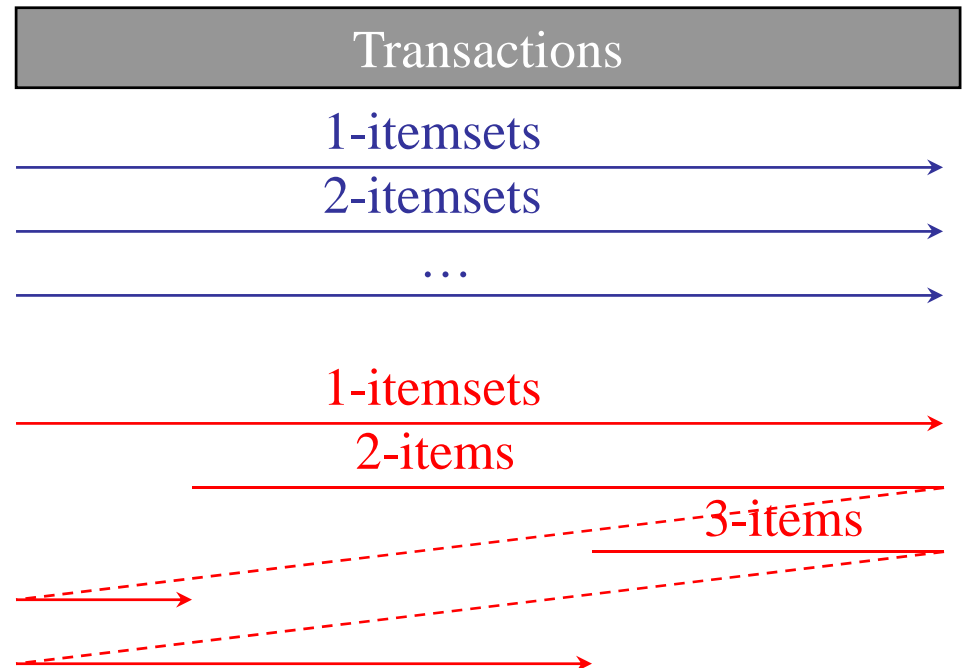 Transactions
1-itemsets
2-itemsets
…
1-itemsets
2-items
3-items